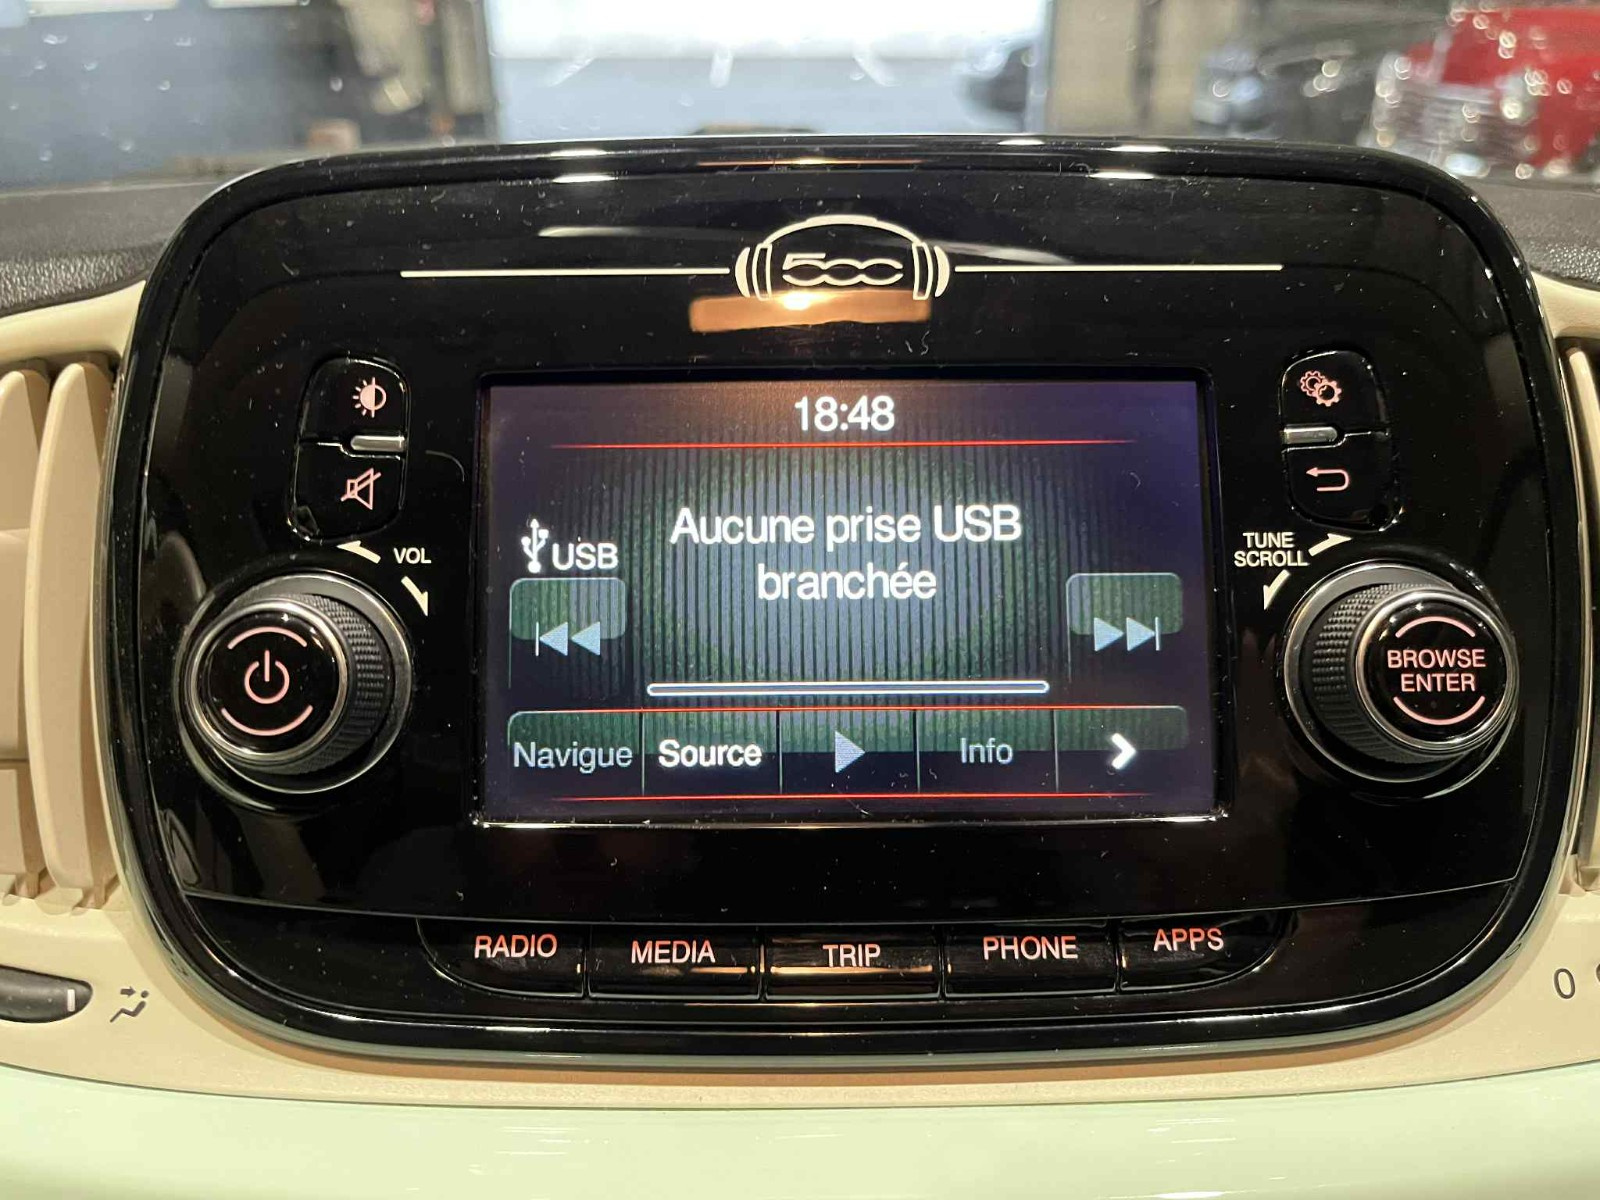 500
18:48
USB
Aucune prise USB
branchée
VOL
TUNE
SCROLL
BROWSE
ENTER
Navigue
Source
Info
RADIO
MEDIA
TRIP
PHONE
APPS
0